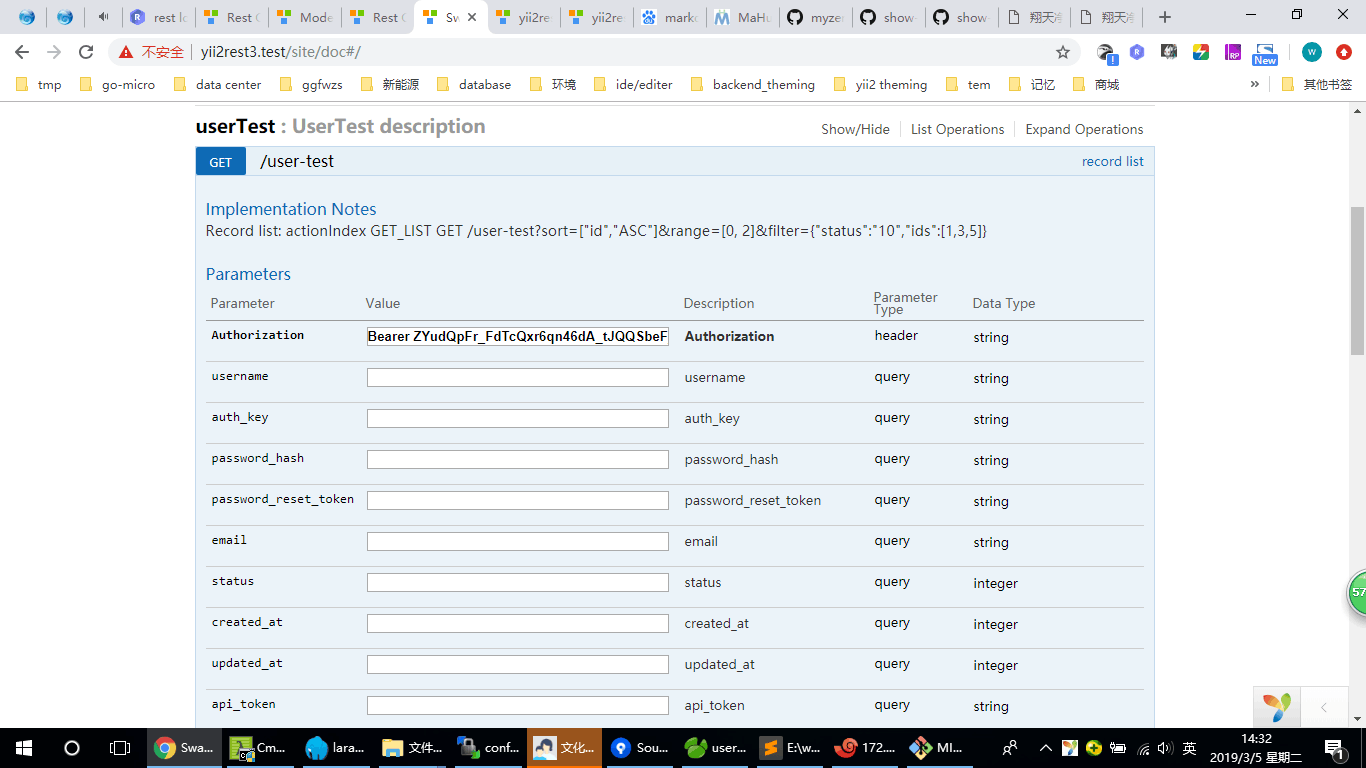 rest lo
Rest C
Mode
Rest C
Sw
yii2re
yii2re
marko
MaHu
myzer
show-
show-
翔天海
翔天海
不安全
yii2rest3.test/site/doc#/
New
W
tmp
go-micro
data center
ggfwzs
新能源
database
环境
ide/editer
backend_theming
yii2 theming
tem
记忆
商城
»
其他书签
userTest : UserTest description
Show/Hide
List Operations
Expand Operations
GET
/user-test
record list
Implementation Notes
Record list: actionIndex GET_LIST GET /user-test?sort=["id","ASC"]&range=[0, 2]&filter={"status":"10","ids":[1,3,5]}
Parameters
Parameter Value Description Parameter Type Data Type
Authorization Bearer ZYudQpFr_FdTcQxr6qn46dA_tJQQSbeF Authorization header string
username username query string
auth_key auth_key query string
password_hash password_hash query string
password_reset_token password_reset_token query string
email email query string
status status query integer
created_at created_at query integer
updated_at updated_at query integer
api_token api_token query string
57
Swa...
Cm...
lara...
文件...
conf...
文化...
Sou...
user...
E:\w...
172....
MI...
英
14:32
2019/3/5 星期二
1